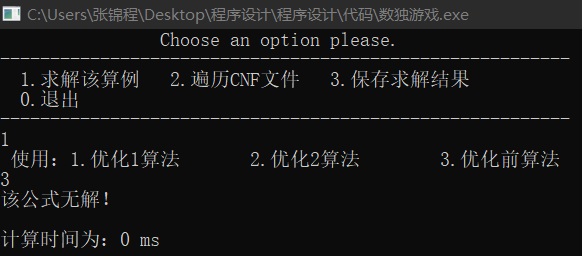 C:\Users\张锦程\Desktop\程序设计\程序设计\代码\数独游戏.exe
Choose an option please.
----------------------------------------------------------
1.求解该算例 2.遍历CNF文件 3.保存求解结果
0.退出
----------------------------------------------------------
1
使用：1.优化1算法 2.优化2算法 3.优化前算法
3
该公式无解！
计算时间为：0 ms